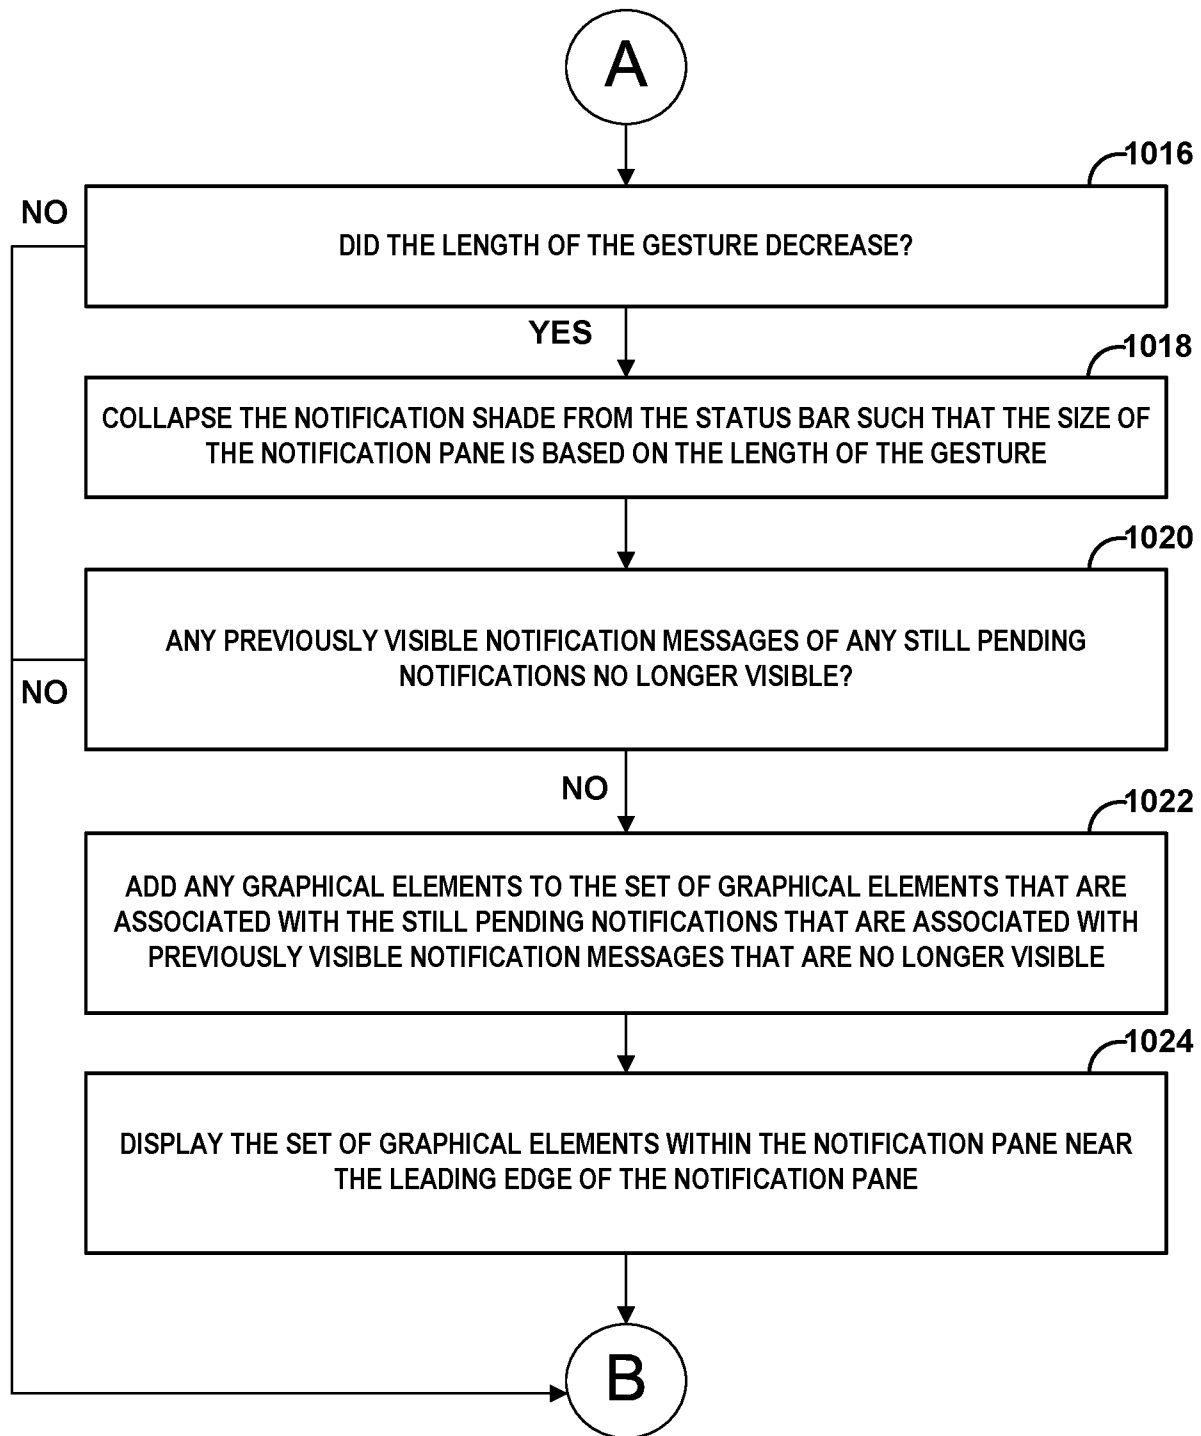 A
1016
NO
DID THE LENGTH OF THE GESTURE DECREASE?
YES
1018
COLLAPSE THE NOTIFICATION SHADE FROM THE STATUS BAR SUCH THAT THE SIZE OF
THE NOTIFICATION PANE IS BASED ON THE LENGTH OF THE GESTURE
1020
ANY PREVIOUSLY VISIBLE NOTIFICATION MESSAGES OF ANY STILL PENDING
NOTIFICATIONS NO LONGER VISIBLE?
NO
NO
1022
ADD ANY GRAPHICAL ELEMENTS TO THE SET OF GRAPHICAL ELEMENTS THAT ARE
ASSOCIATED WITH THE STILL PENDING NOTIFICATIONS THAT ARE ASSOCIATED WITH
PREVIOUSLY VISIBLE NOTIFICATION MESSAGES THAT ARE NO LONGER VISIBLE
1024
DISPLAY THE SET OF GRAPHICAL ELEMENTS WITHIN THE NOTIFICATION PANE NEAR
THE LEADING EDGE OF THE NOTIFICATION PANE
B